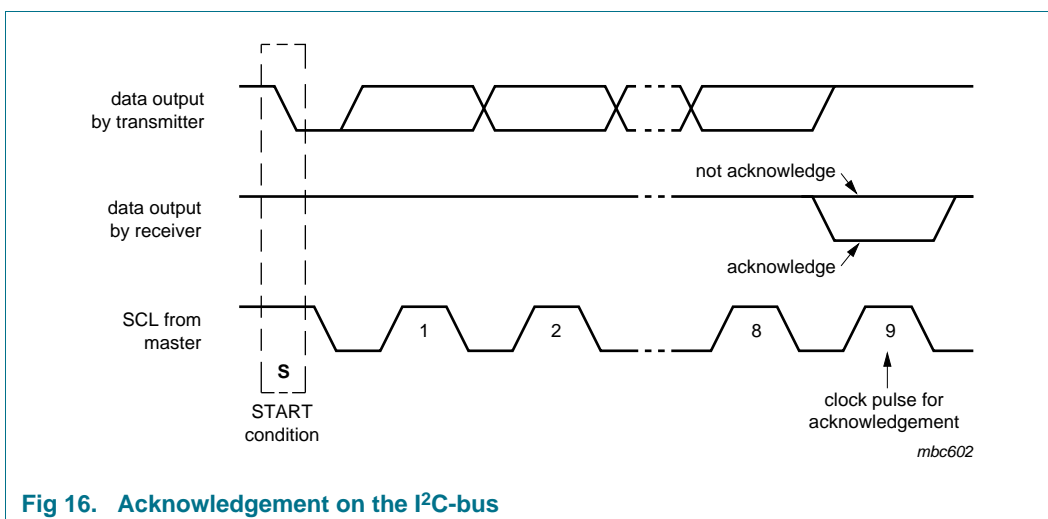 data output
by transmitter
not acknowledge
data output
by receiver
acknowledge
SCL from
master
1
2
8
9
S
START
condition
clock pulse for
acknowledgement
mbc602
Fig 16. Acknowledgement on the I²C-bus